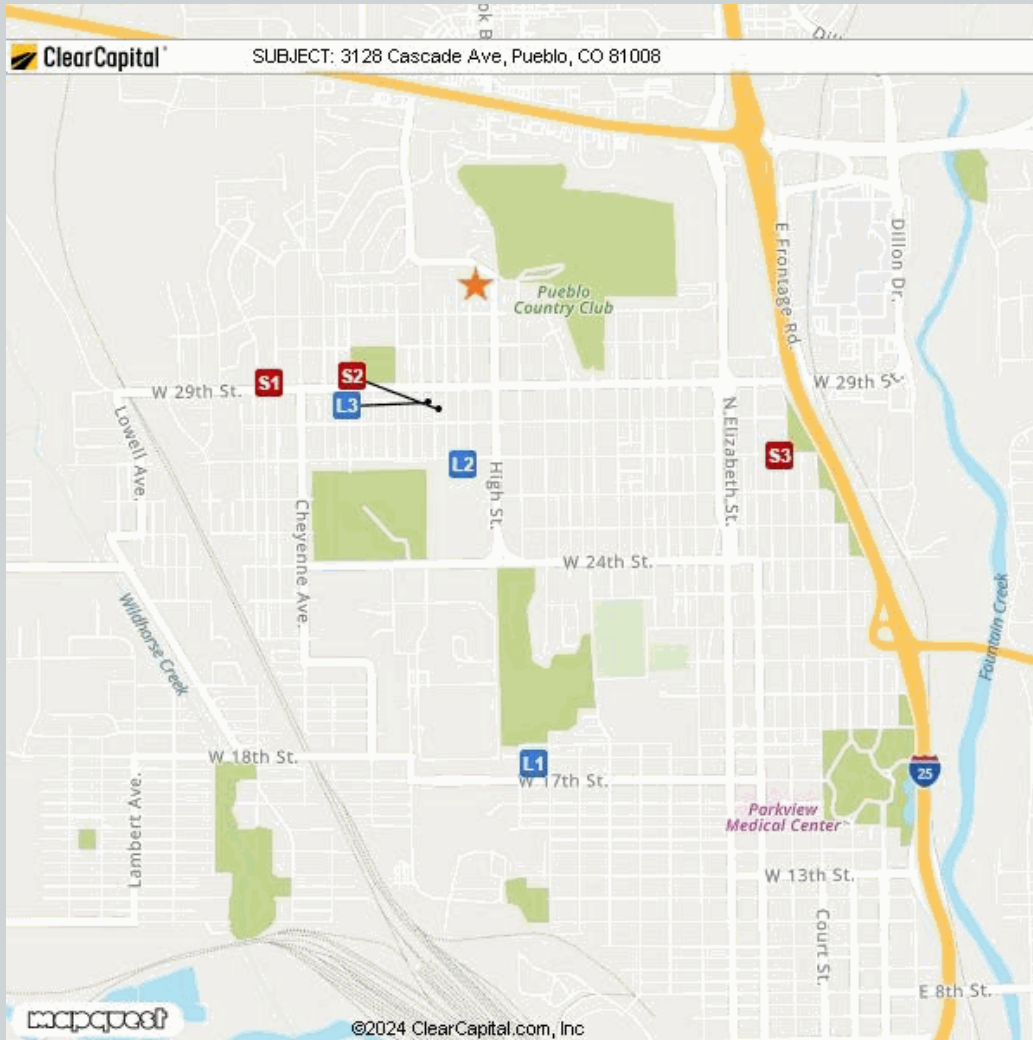 ok B
Dil
ClearCapital
SUBJECT: 3128 Cascade Ave, Pueblo, CO 81008
E Frontage Rd.
Dillon Dr.
Pueblo
Country Club
W 29th St.
S1
S2
L3
W 29th St.
Lowell Ave.
L2
High St.
N Elizabeth St.
S3
Cheyenne Ave.
W 24th St.
Wildhorse Creek
Fountain Creek
W 18th St.
L1
W 17th St.
25
Lambert Ave.
Parkview
Medical Center
W 13th St.
Court St.
E 8th St.
mapquest
©2024 ClearCapital.com, Inc